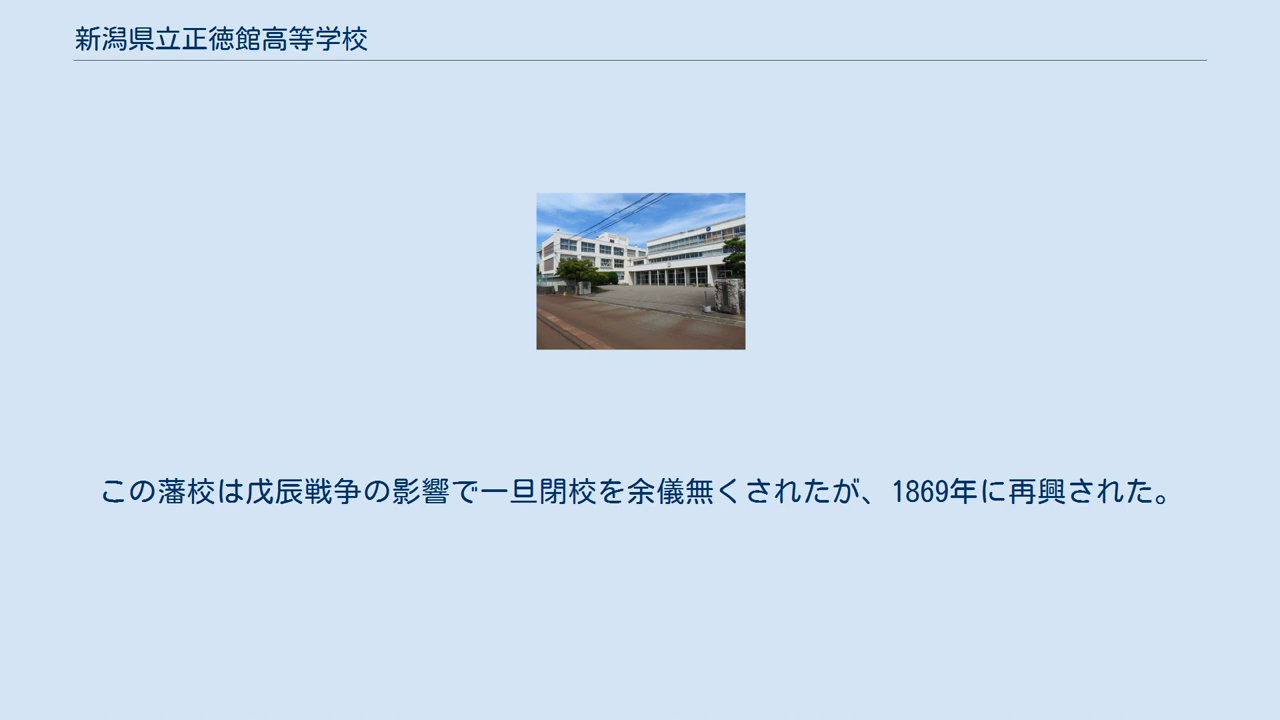 新潟県立正徳館高等学校
この藩校は戊辰戦争の影響で一旦閉校を余儀無くされたが、1869年に再興された。